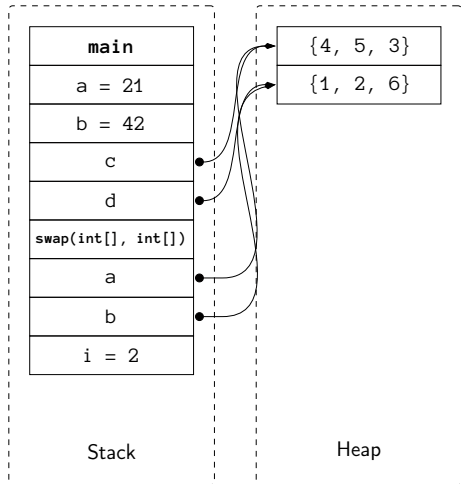 main
a = 21
b = 42
c
d
swap(int[], int[])
a
b
i = 2
Stack
{4, 5, 3}
{1, 2, 6}
Heap